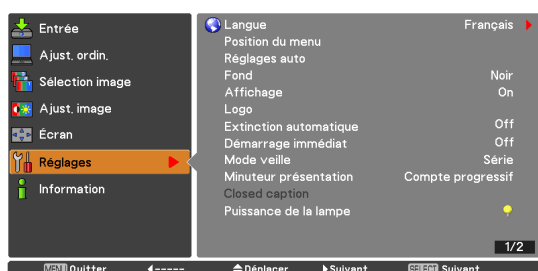 Entrée
Ajust. ordin.
Sélection image
Ajust. image
Écran
Réglages
Information
Langue Français
Position du menu
Réglages auto
Fond Noir
Affichage On
Logo
Extinction automatique Off
Démarrage immédiat Off
Mode veille Série
Minuteur présentation Compte progressif
Closed caption
Puissance de la lampe
1/2
MENU Quitter ----- Déplacer Suivant SELECT Suivant